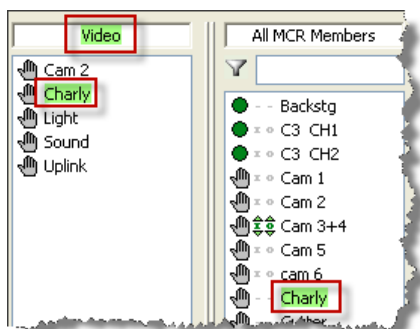 Video
Cam 2
Charly
Light
Sound
Uplink
All MCR Members
- - Backstg
x o C3 CH1
x o C3 CH2
x o Cam 1
x o Cam 2
x o Cam 3+4
x o Cam 5
x o cam 6
- - Charly